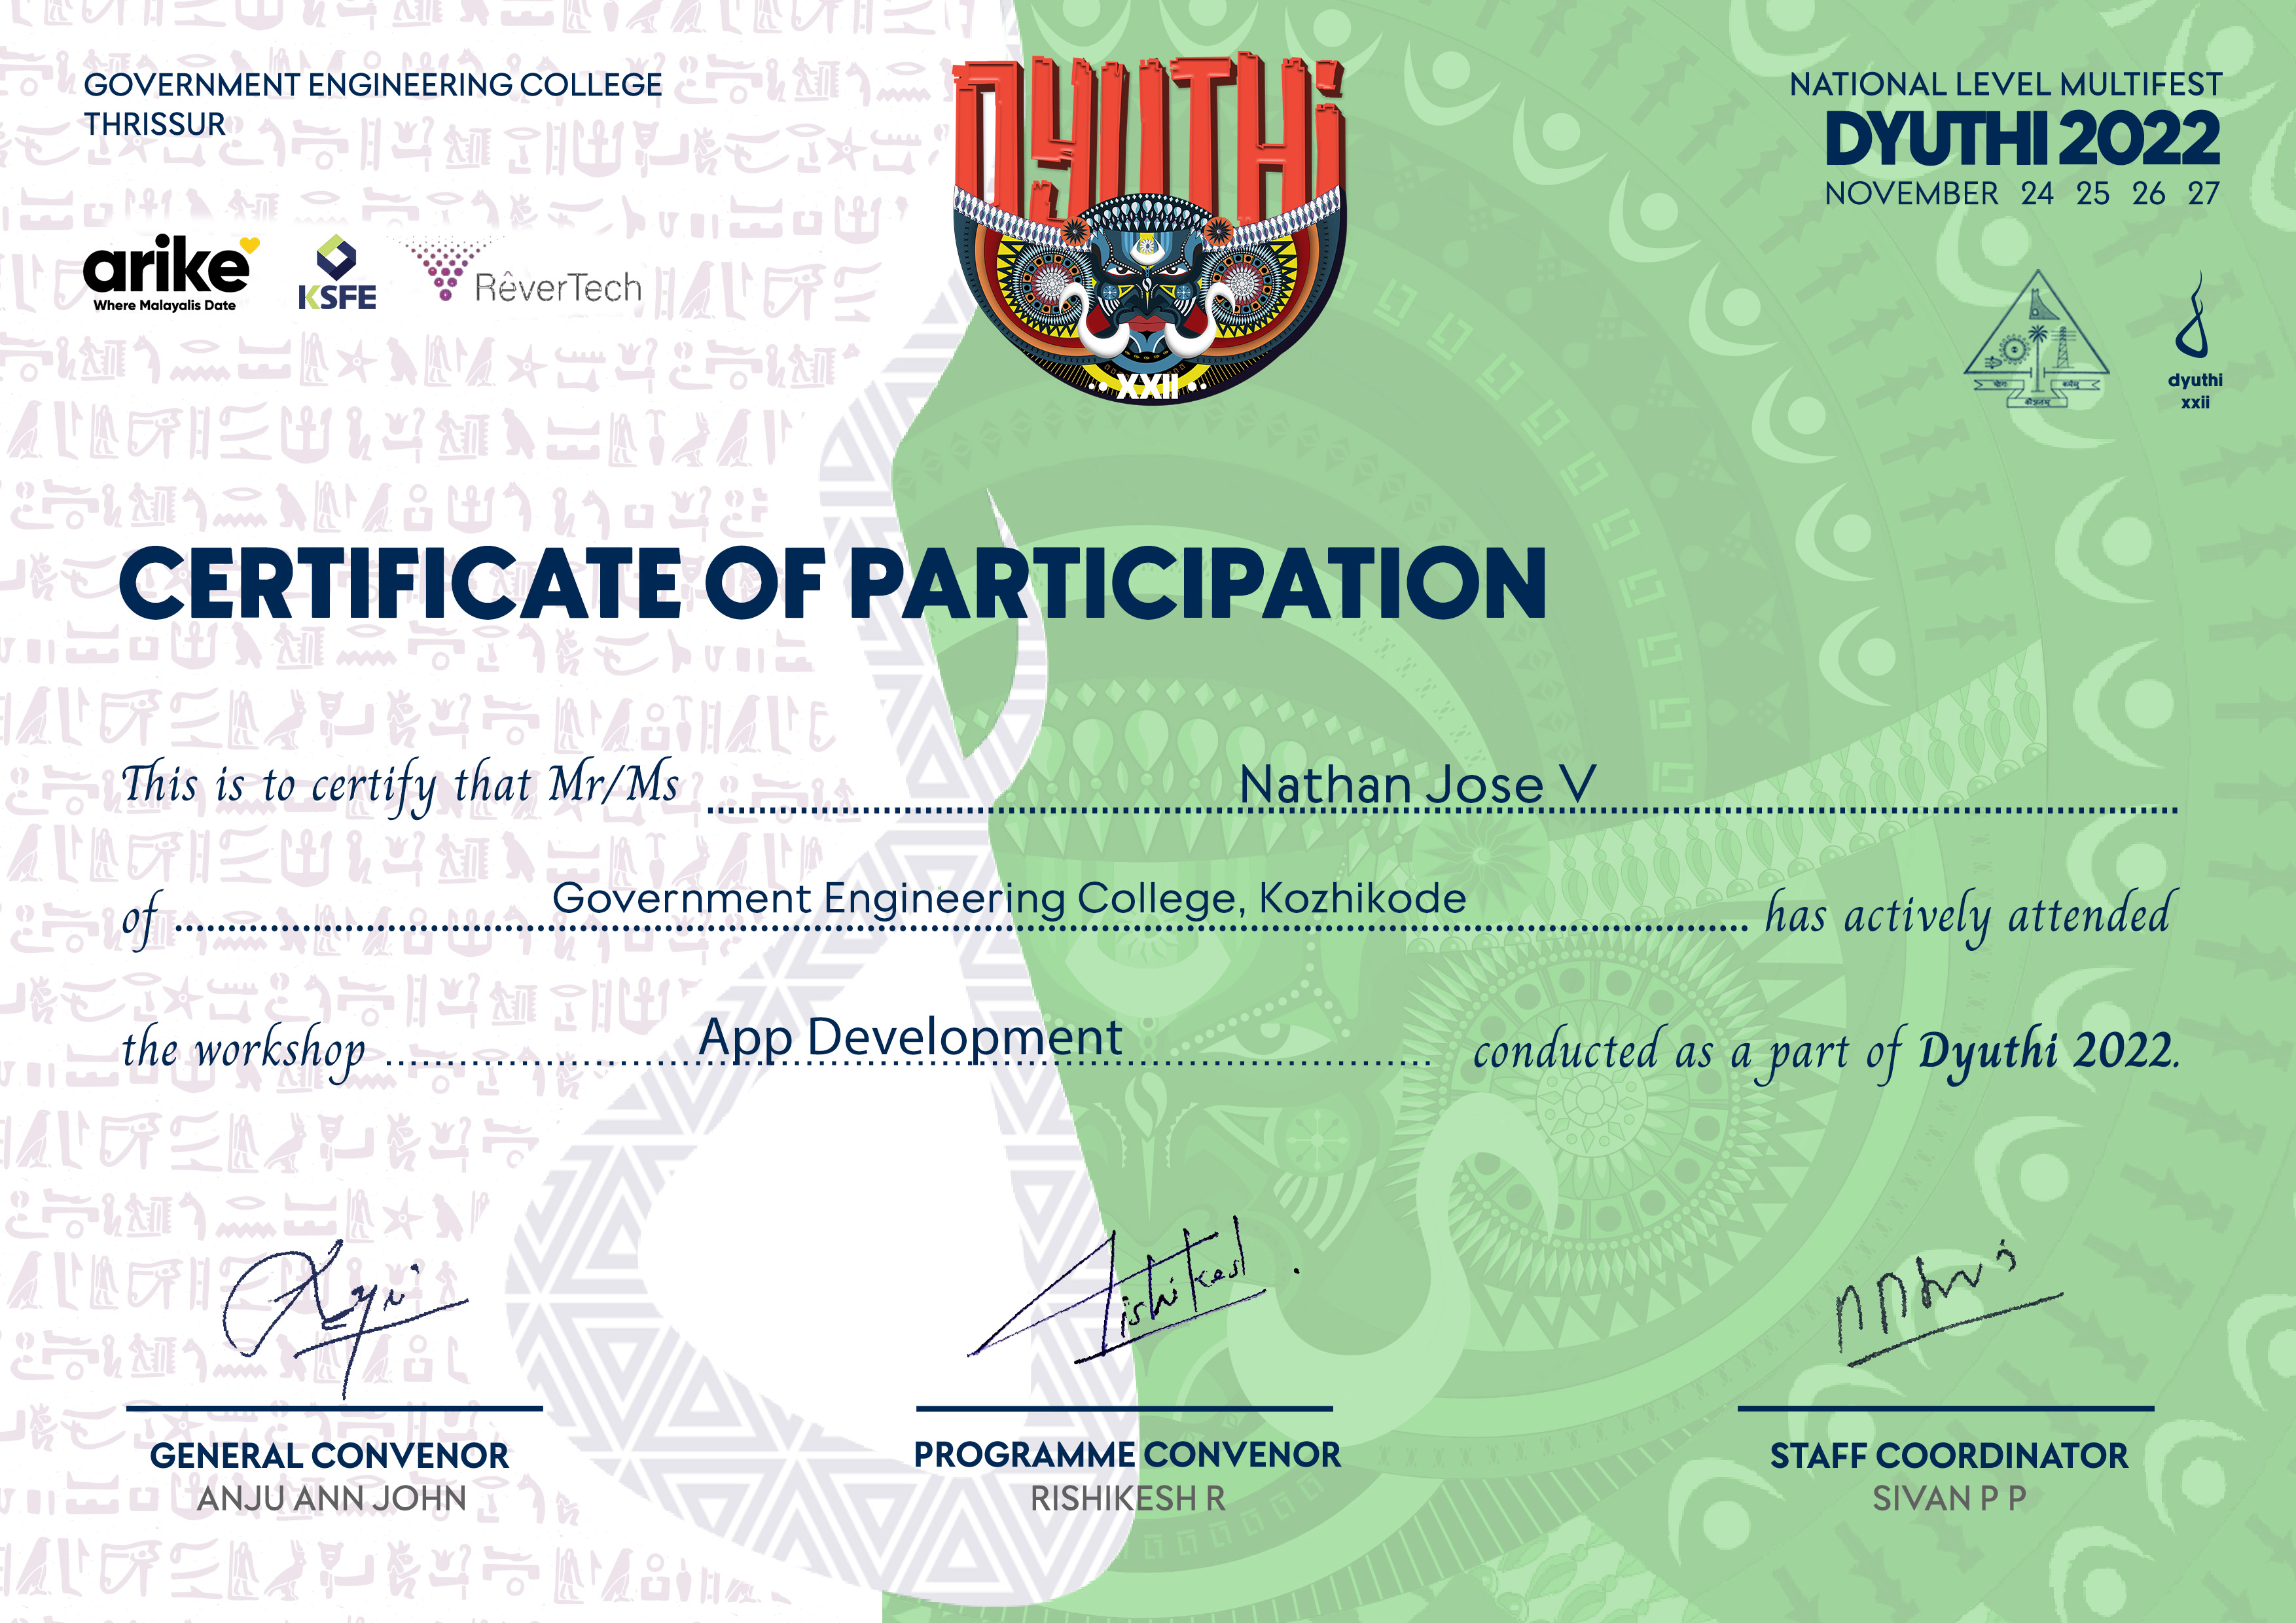 GOVERNMENT ENGINEERING COLLEGE
THRISSUR
arike
Where Malayalis Date
KSFE
RêverTech
DYUTHi
XXII
NATIONAL LEVEL MULTIFEST
DYUTHI 2022
NOVEMBER 24 25 26 27
dyuthi
xxii
CERTIFICATE OF PARTICIPATION
This is to certify that Mr/Ms Nathan Jose V
of Government Engineering College, Kozhikode has actively attended
the workshop App Development conducted as a part of Dyuthi 2022.
Rishikesh
GENERAL CONVENOR
ANJU ANN JOHN
PROGRAMME CONVENOR
RISHIKESH R
STAFF COORDINATOR
SIVAN P P